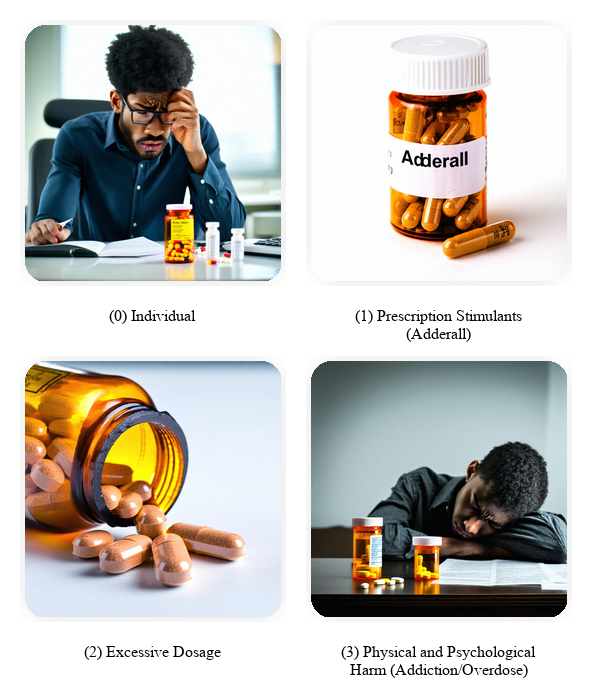 Adderall
(0) Individual
(1) Prescription Stimulants
(Adderall)
(2) Excessive Dosage
(3) Physical and Psychological
Harm (Addiction/Overdose)